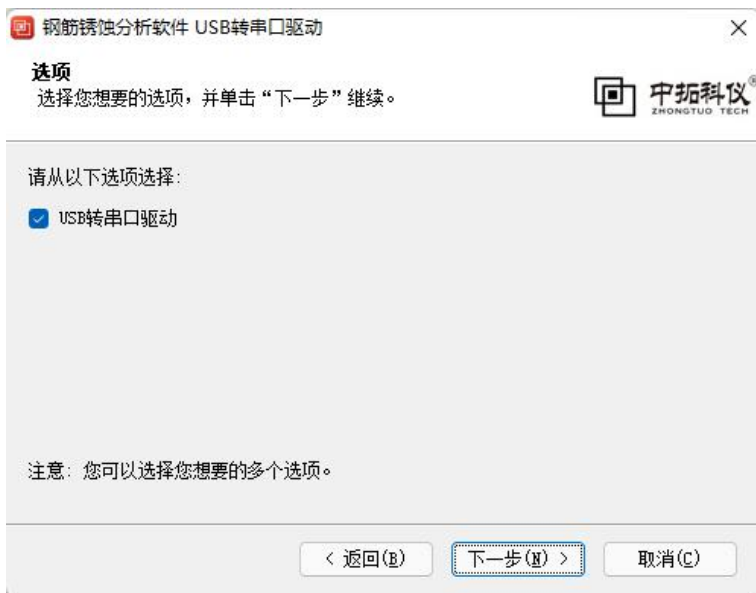 钢筋锈蚀分析软件 USB转串口驱动
选项
选择您想要的选项，并单击“下一步”继续。
中拓科仪®
ZHONGTUO TECH
请从以下选项选择:
USB转串口驱动
注意: 您可以选择您想要的多个选项。
< 返回(B)
下一步(N) >
取消(C)